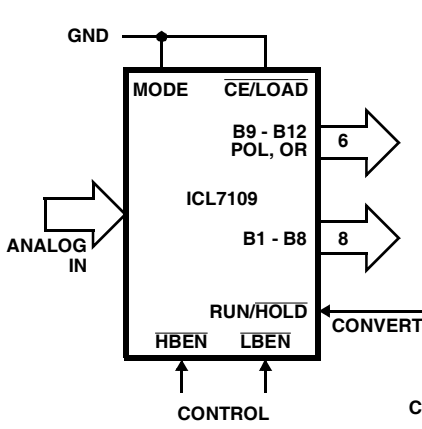 GND
MODE CE/LOAD
B9 - B12
POL, OR
6
ICL7109
ANALOG
IN
B1 - B8
8
RUN/HOLD
CONVERT
HBEN LBEN
CONTROL
C